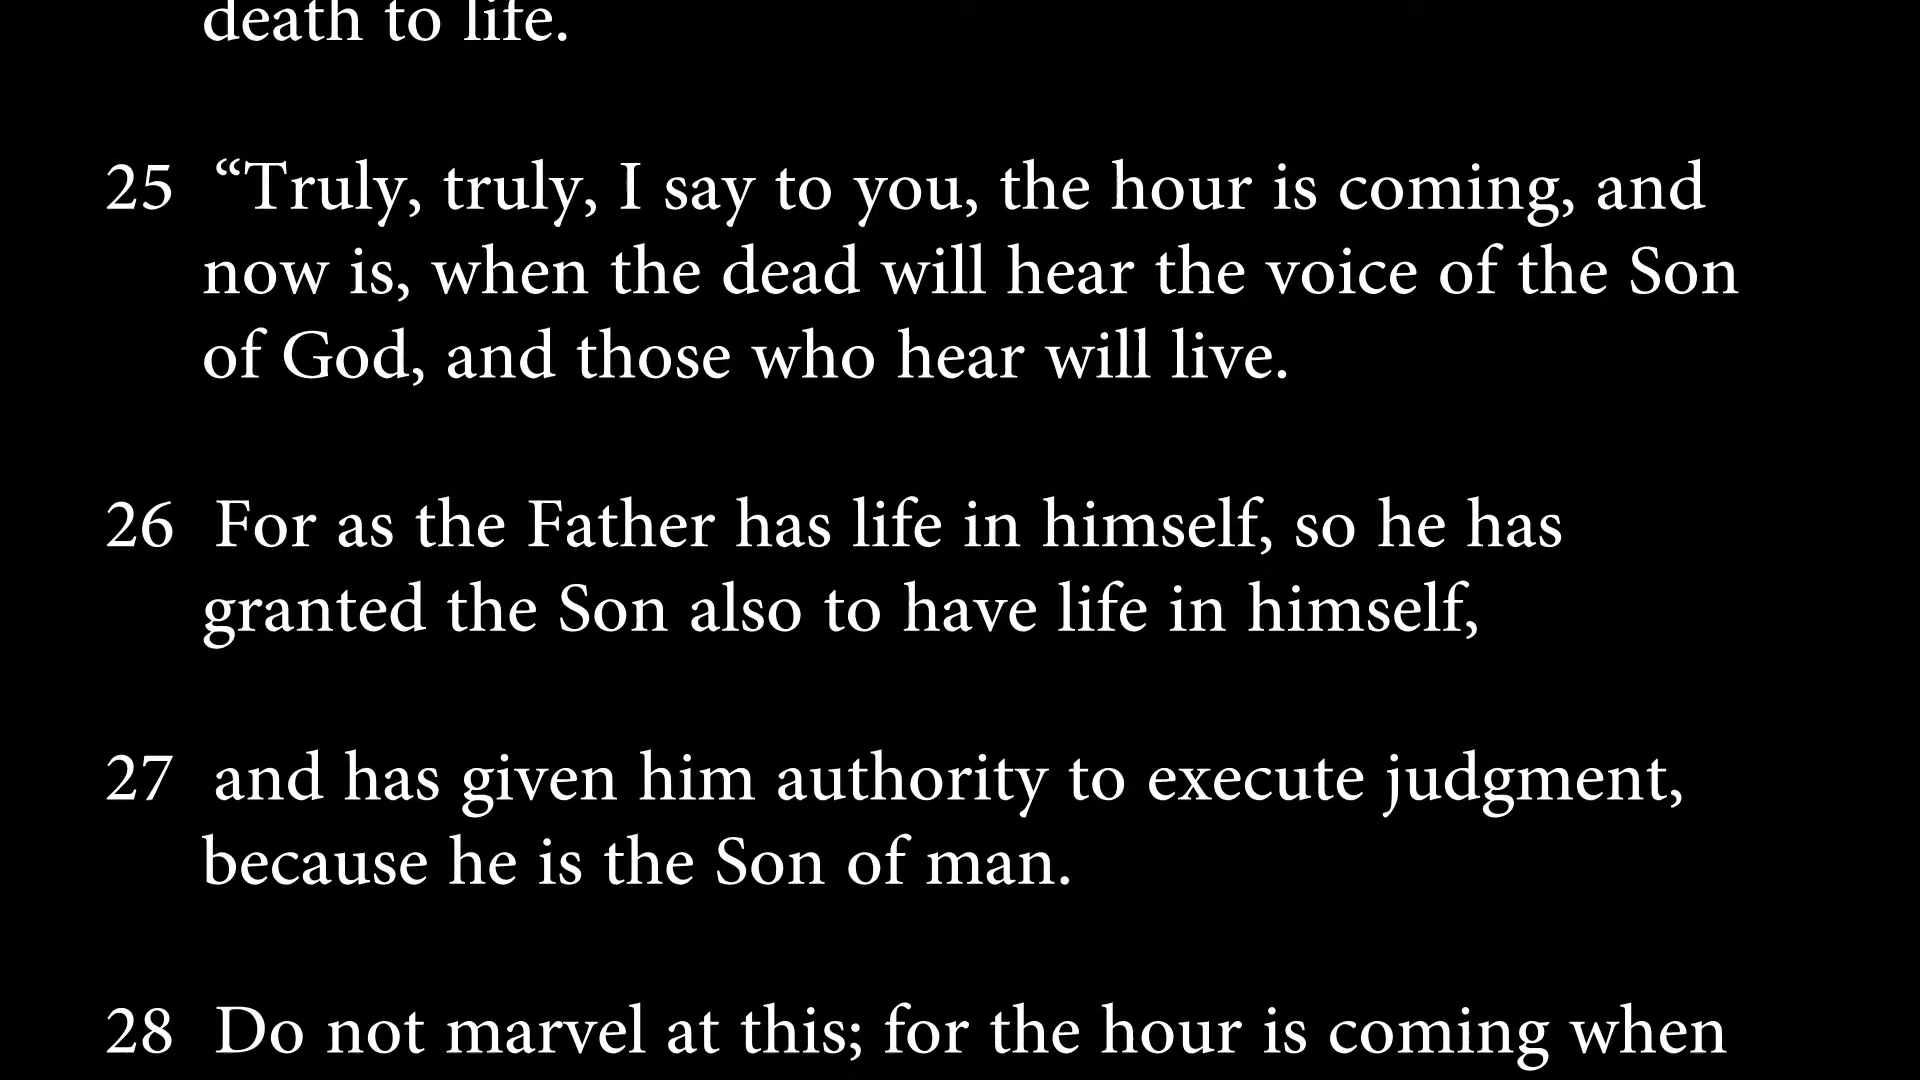 death to life.
25 “Truly, truly, I say to you, the hour is coming, and
now is, when the dead will hear the voice of the Son
of God, and those who hear will live.
26 For as the Father has life in himself, so he has
granted the Son also to have life in himself,
27 and has given him authority to execute judgment,
because he is the Son of man.
28 Do not marvel at this; for the hour is coming when